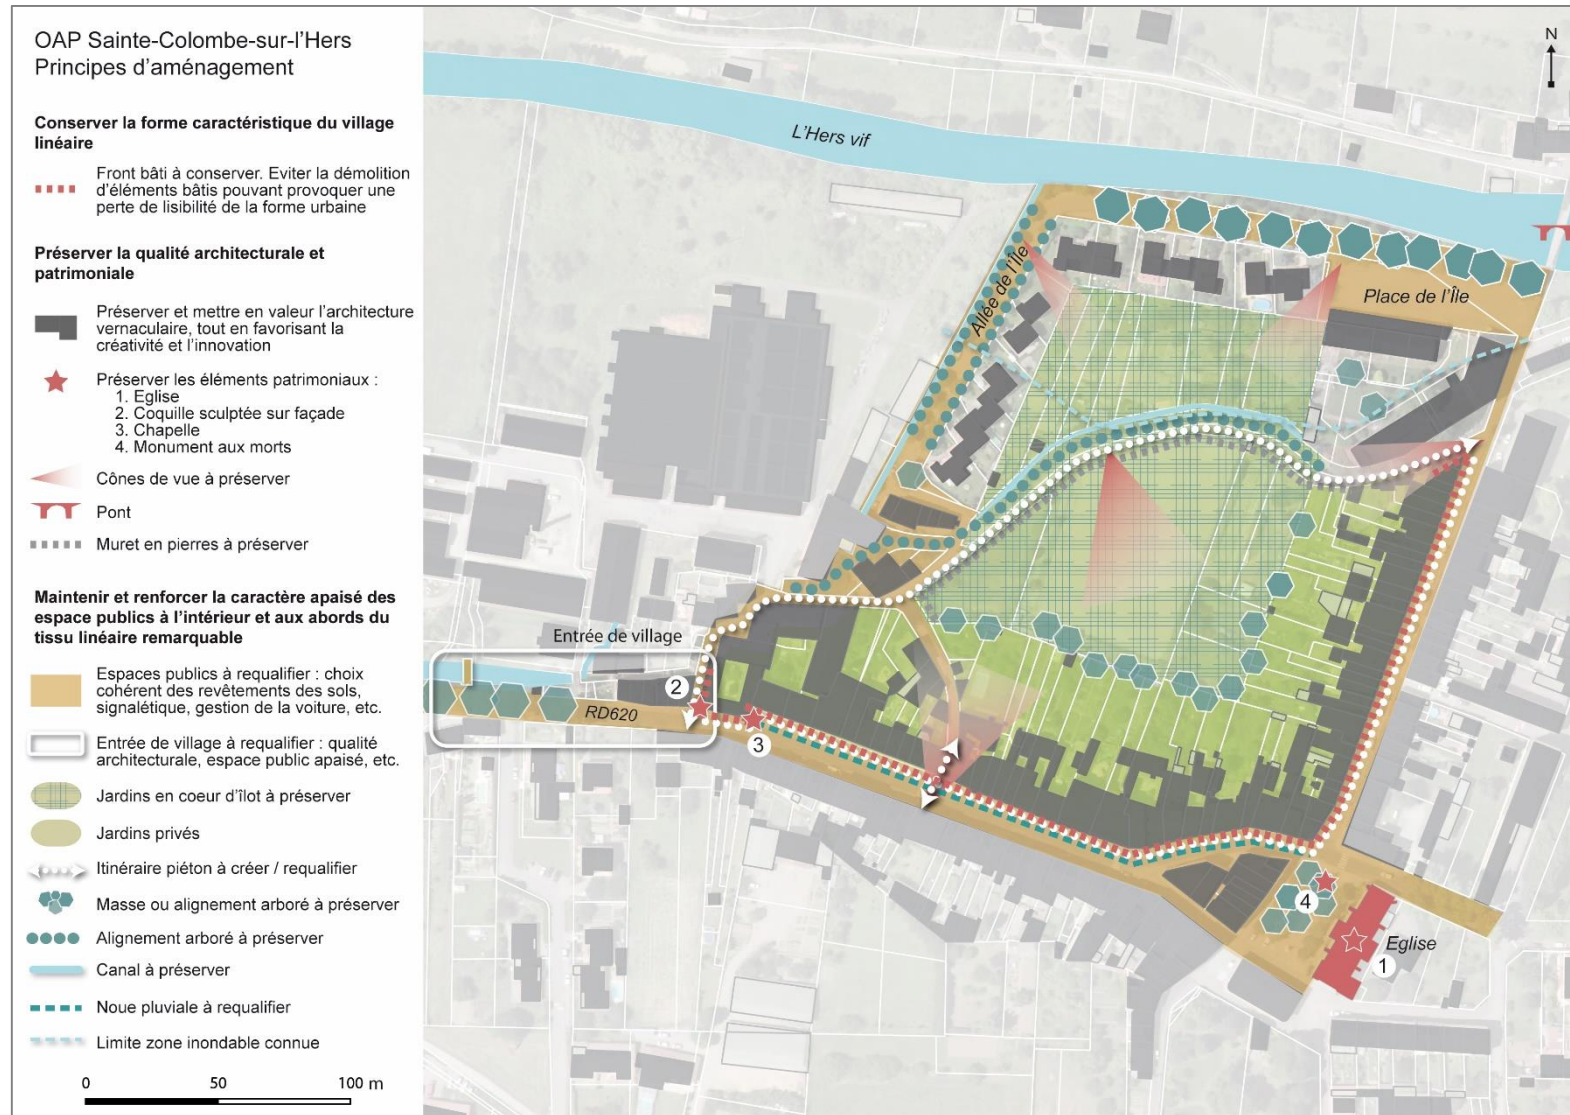 OAP Sainte-Colombe-sur-l'Hers
Principes d'aménagement
Conserver la forme caractéristique du village
linéaire
Front bâti à conserver. Eviter la démolition
d'éléments bâtis pouvant provoquer une
perte de lisibilité de la forme urbaine
Préserver la qualité architecturale et
patrimoniale
Préserver et mettre en valeur l'architecture
vernaculaire, tout en favorisant la
créativité et l'innovation
Préserver les éléments patrimoniaux :
1. Eglise
2. Coquille sculptée sur façade
3. Chapelle
4. Monument aux morts
Cônes de vue à préserver
Pont
Muret en pierres à préserver
Maintenir et renforcer la caractère apaisé des
espace publics à l'intérieur et aux abords du
tissu linéaire remarquable
Espaces publics à requalifier : choix
cohérent des revêtements des sols,
signalétique, gestion de la voiture, etc.
Entrée de village à requalifier : qualité
architecturale, espace public apaisé, etc.
Jardins en coeur d'îlot à préserver
Jardins privés
Itinéraire piéton à créer / requalifier
Masse ou alignement arboré à préserver
Alignement arboré à préserver
Canal à préserver
Noue pluviale à requalifier
Limite zone inondable connue
0 50 100 m
N
L'Hers vif
Allée de l'Île
Place de l'Île
Entrée de village
2
RD620
3
4
Eglise
1